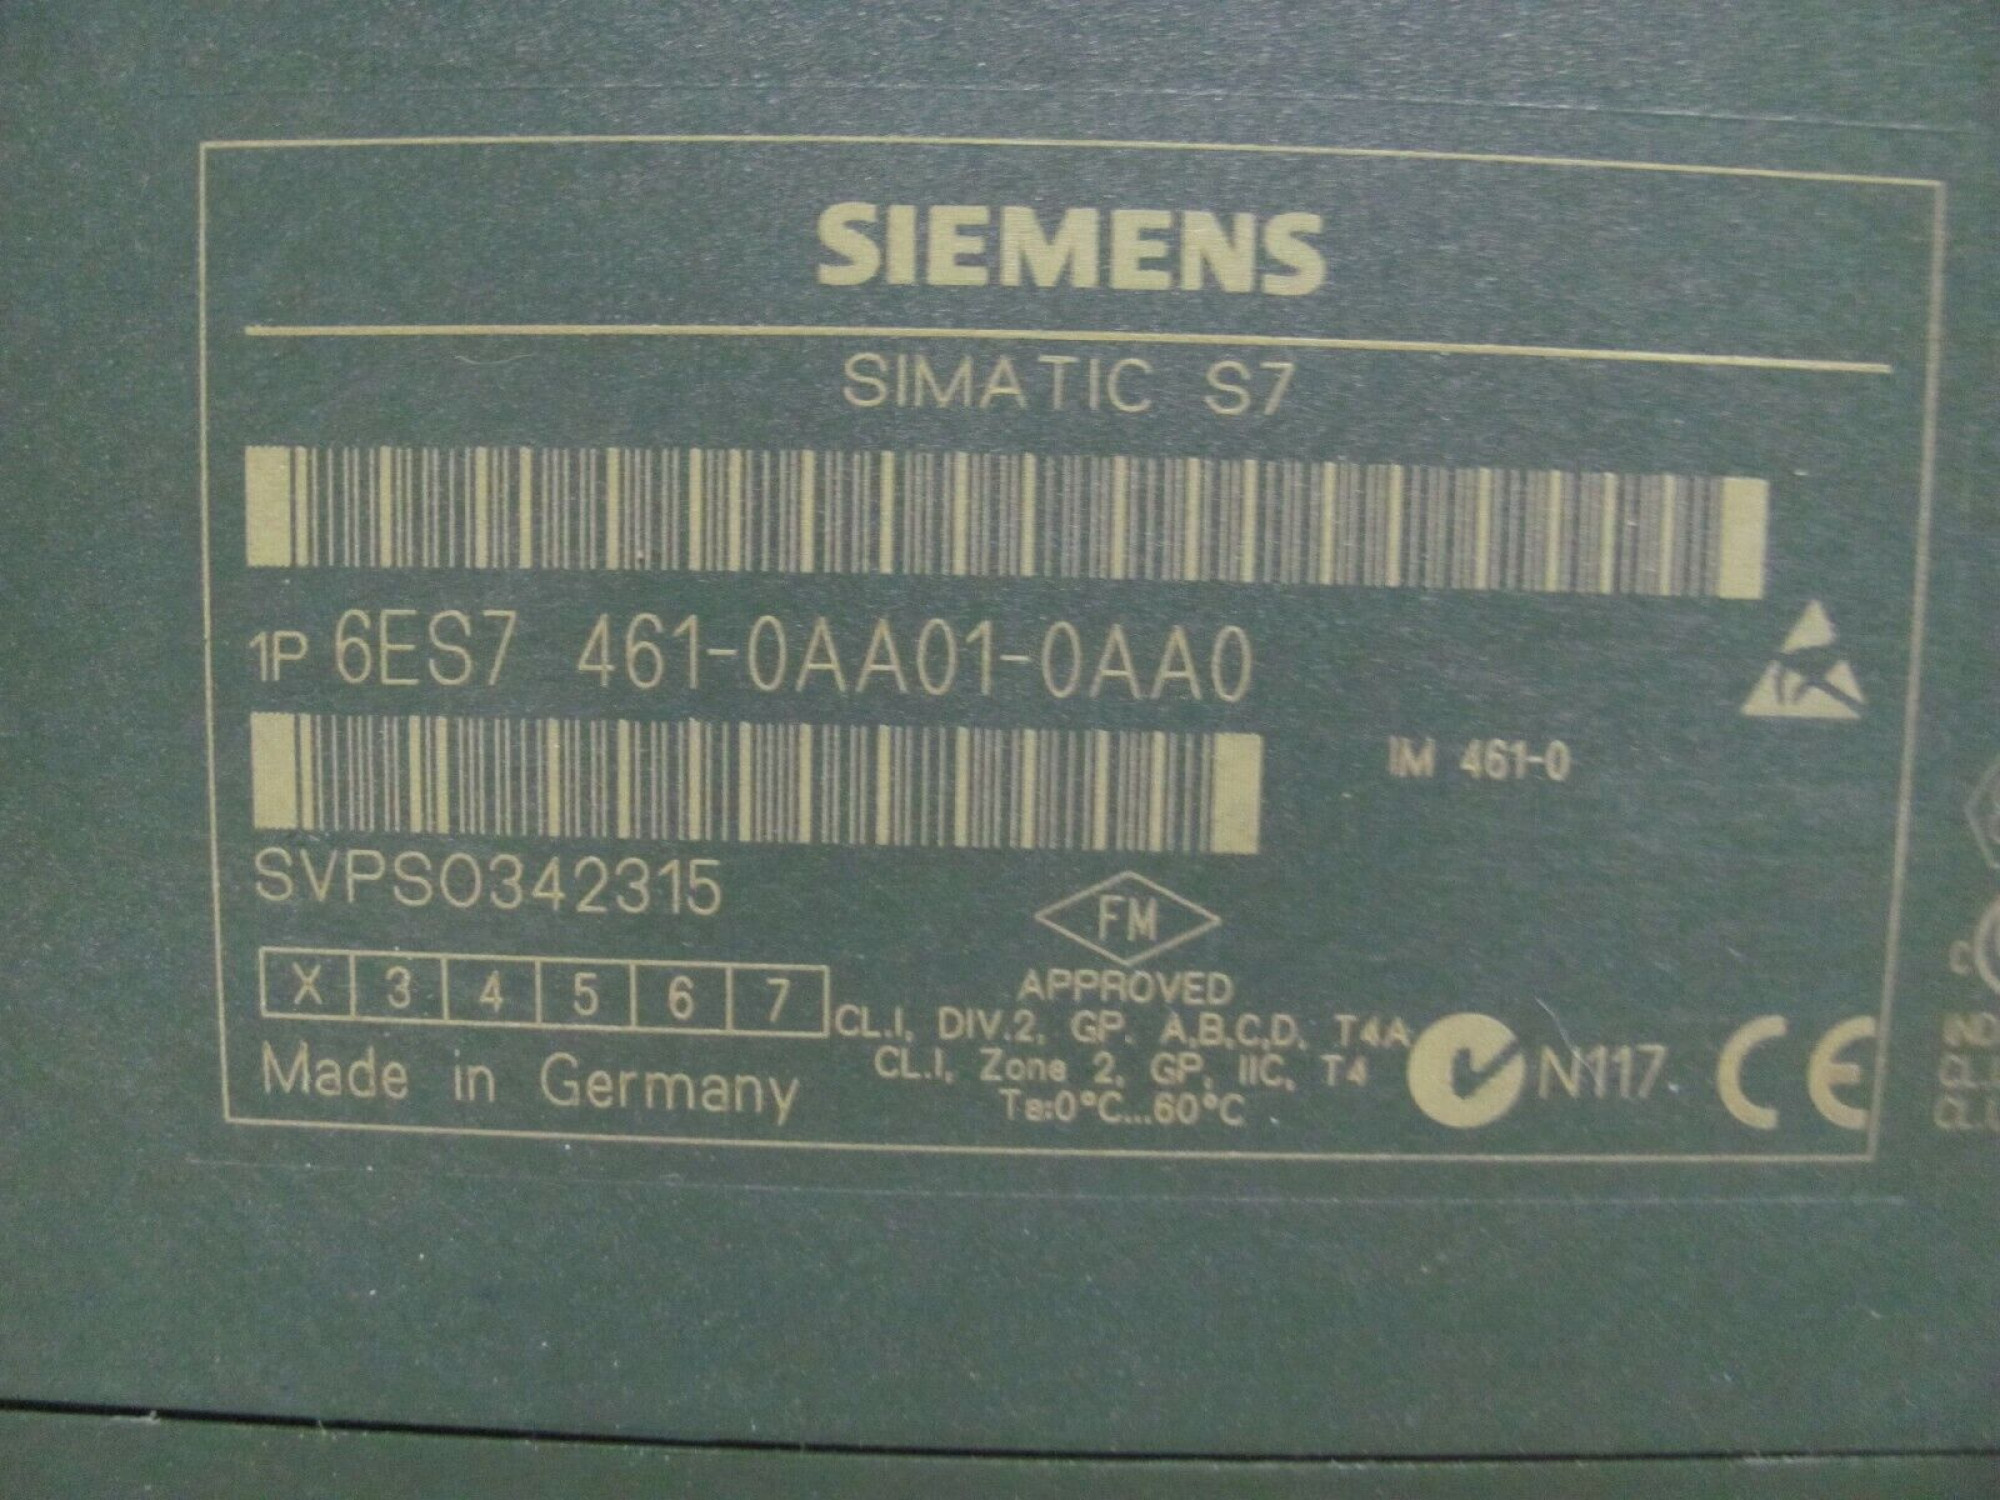 SIEMENS
SIMATIC S7
1P 6ES7 461-0AA01-0AA0
IM 461-0
SVPS0342315
FM
APPROVED
X 3 4 5 6 7
CL.I, DIV.2, GP. A,B,C,D, T4A
CL.I, Zone 2, GP. IIC, T4
Ta:0°C...60°C
N117
CE
Made in Germany